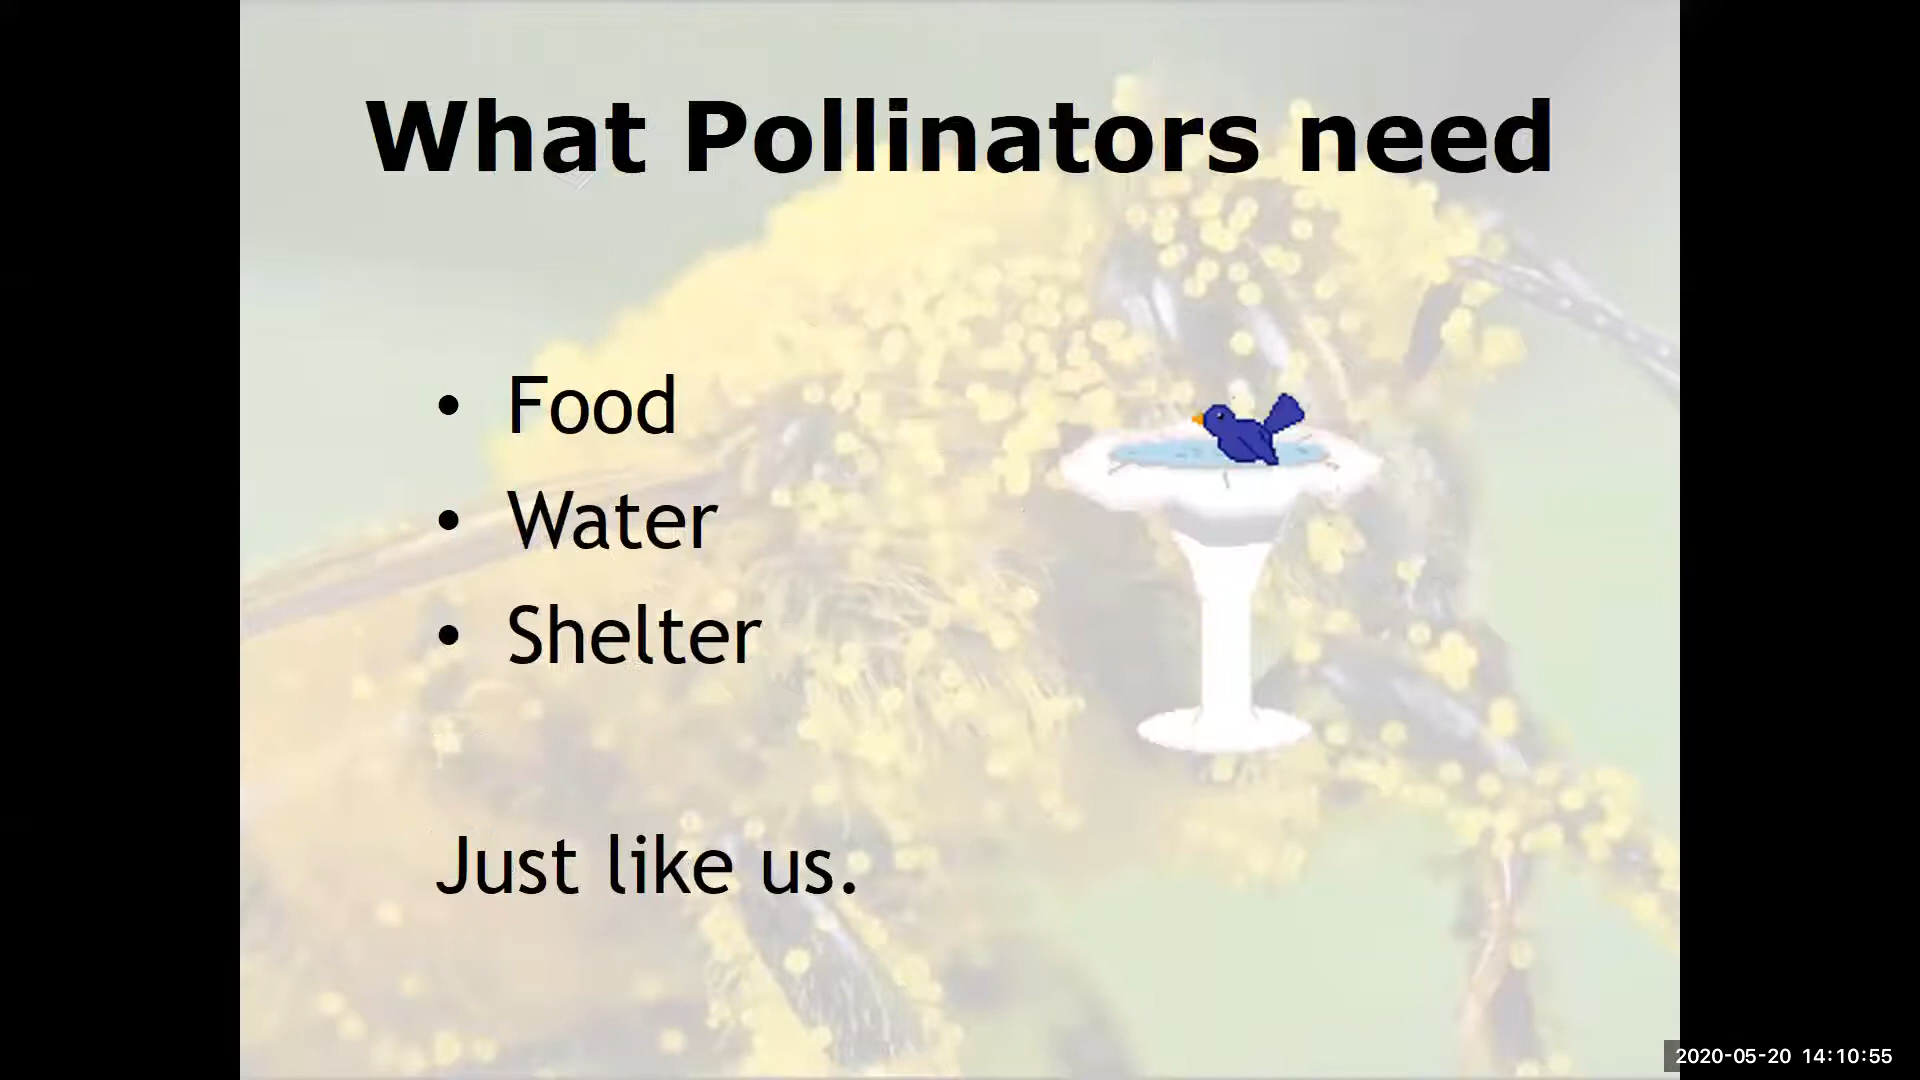 What Pollinators need
• Food
• Water
• Shelter
Just like us.
2020-05-20 14:10:55